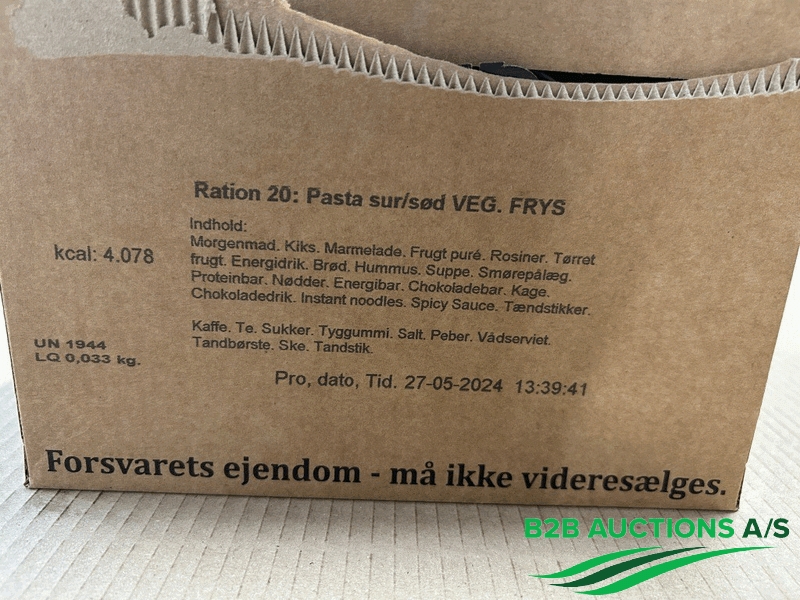 Ration 20: Pasta sur/sød VEG. FRYS
Indhold:
kcal: 4.078
Morgenmad. Kiks. Marmelade. Frugt puré. Rosiner. Tørret
frugt. Energidrik. Brød. Hummus. Suppe. Smørepålæg.
Proteinbar. Nødder. Energibar. Chokoladebar. Kage.
Chokoladedrik. Instant noodles. Spicy Sauce. Tændstikker.
Kaffe. Te. Sukker. Tyggummi. Salt. Peber. Vådserviet.
Tandbørste. Ske. Tandstik.
UN 1944
LQ 0,033 kg.
Pro, dato, Tid. 27-05-2024 13:39:41
Forsvarets ejendom - må ikke videresælges.
B2B AUCTIONS A/S